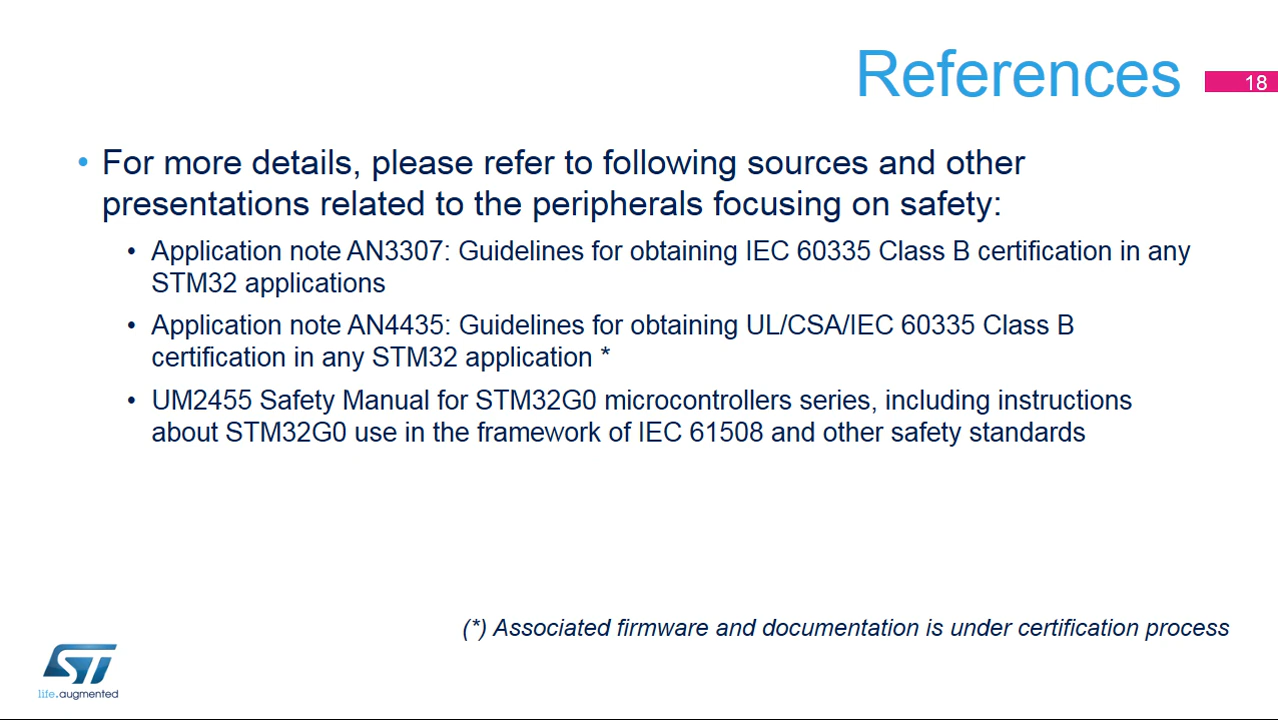 References
18
• For more details, please refer to following sources and other
presentations related to the peripherals focusing on safety:
• Application note AN3307: Guidelines for obtaining IEC 60335 Class B certification in any
STM32 applications
• Application note AN4435: Guidelines for obtaining UL/CSA/IEC 60335 Class B
certification in any STM32 application *
• UM2455 Safety Manual for STM32G0 microcontrollers series, including instructions
about STM32G0 use in the framework of IEC 61508 and other safety standards
(*) Associated firmware and documentation is under certification process
ST
life.augmented